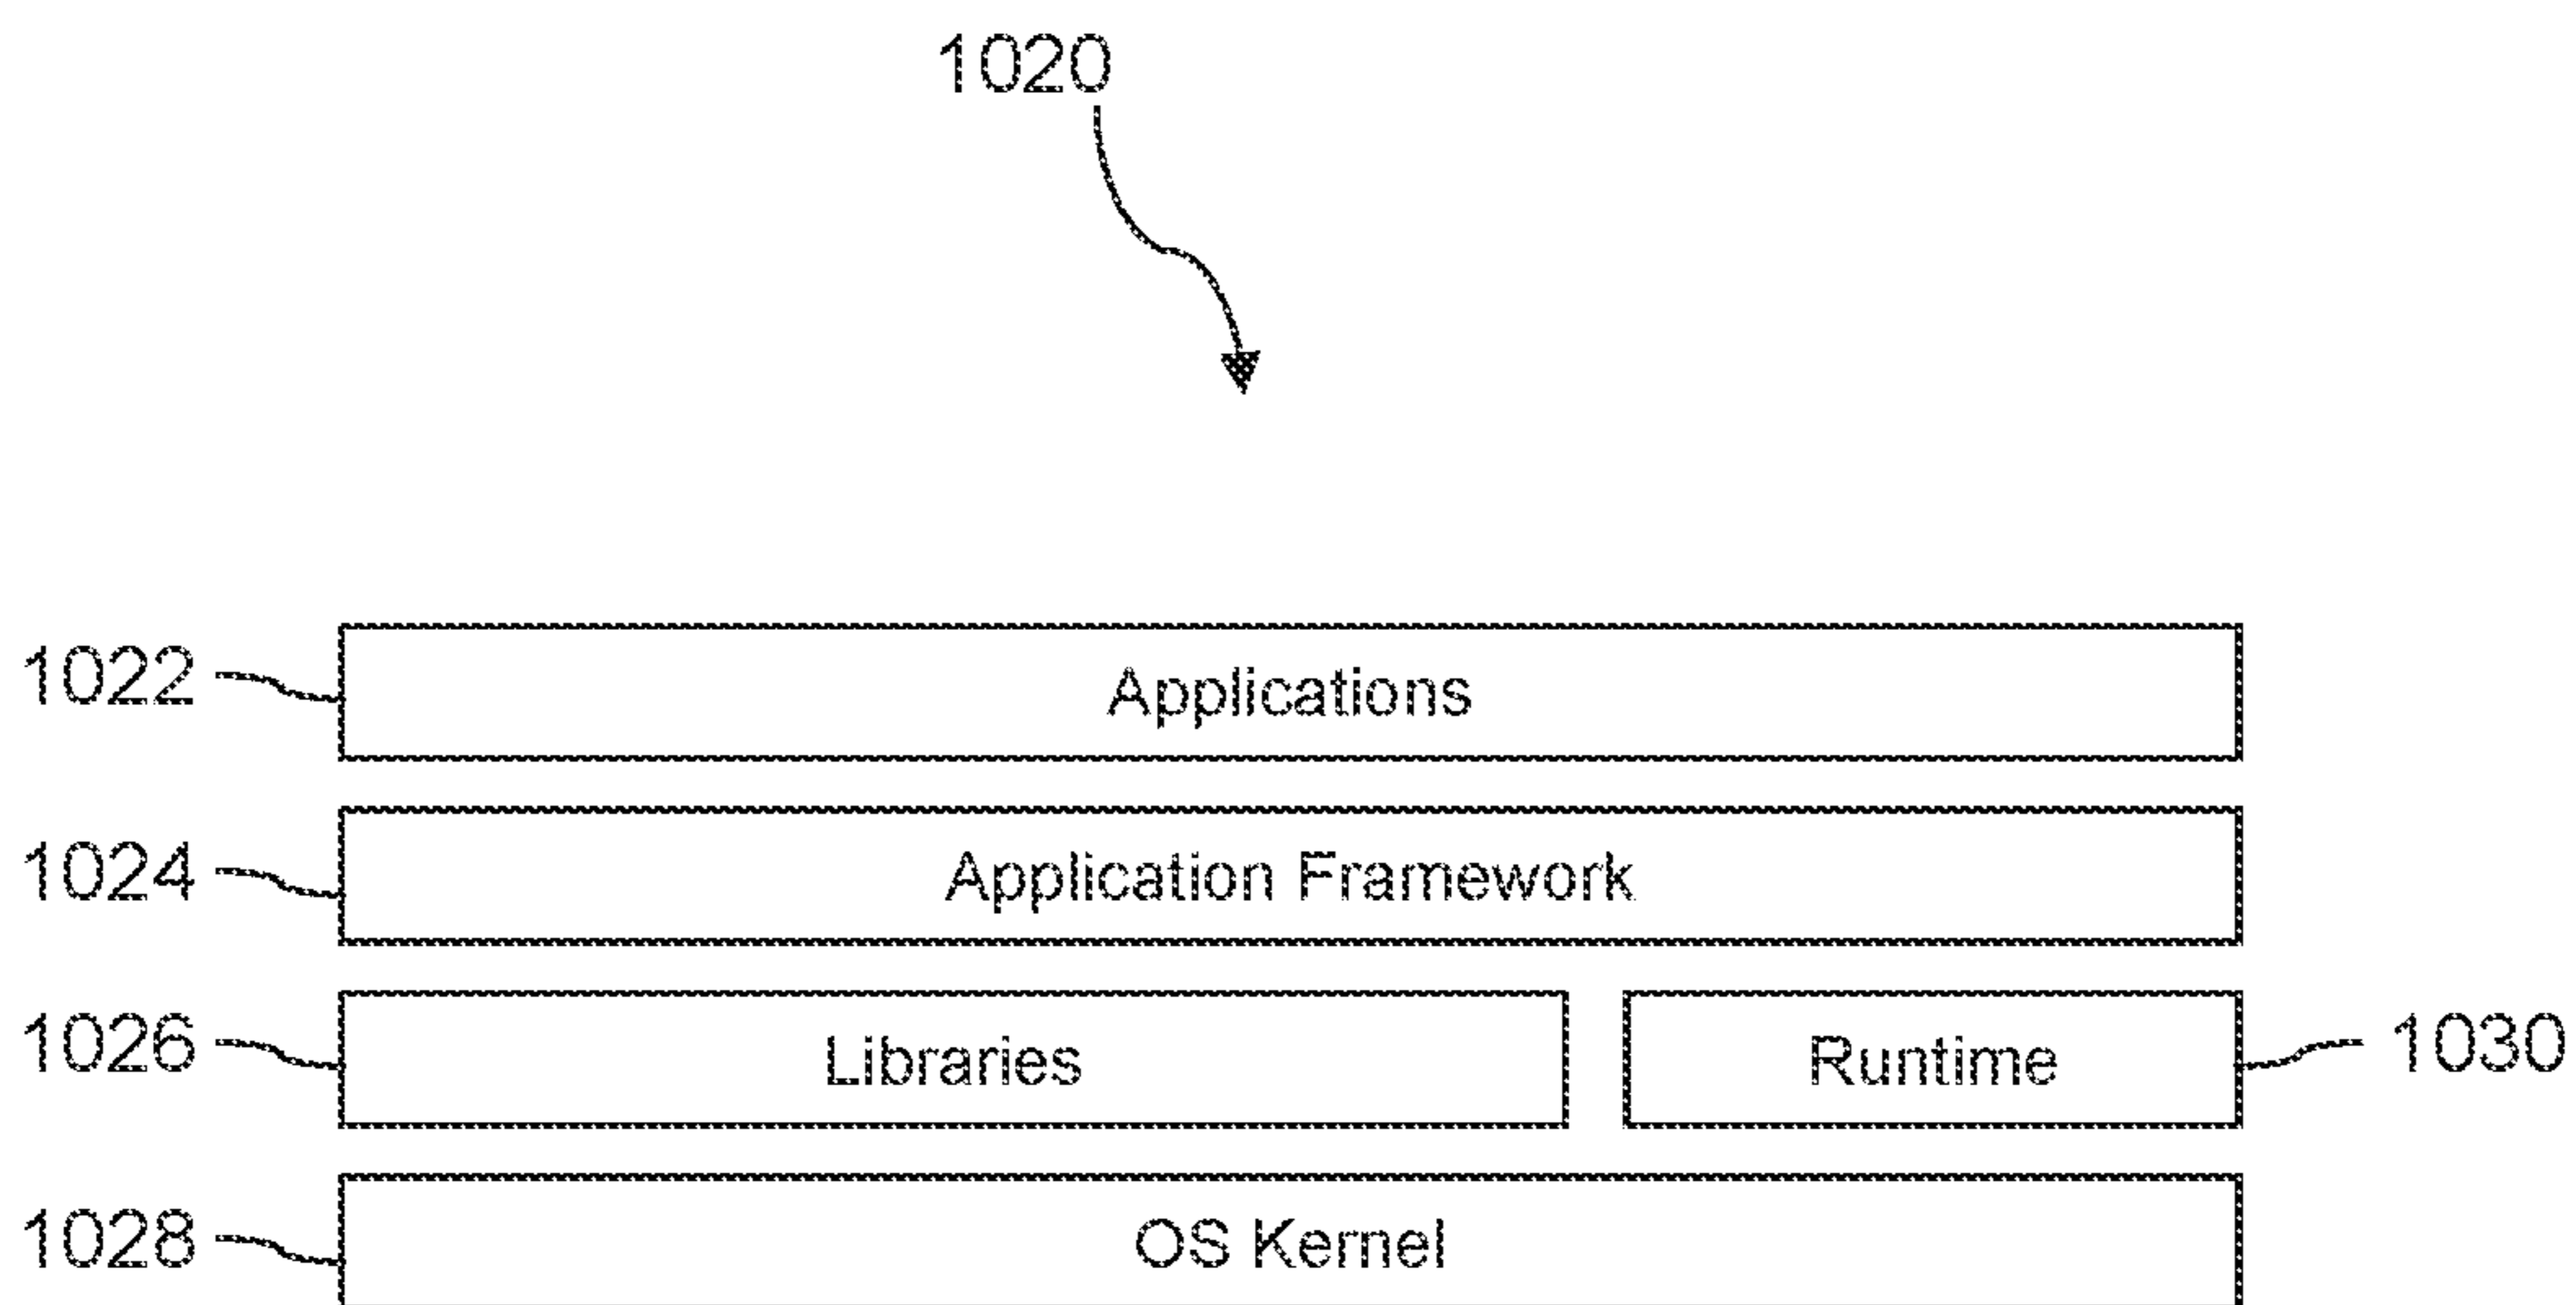 1020
1022 Applications
1024 Application Framework
1026 Libraries Runtime 1030
1028 OS Kernel